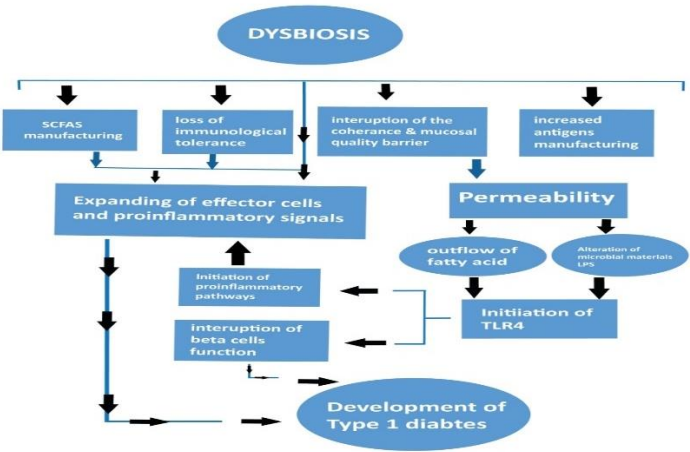 DYSBIOSIS
SCFAS
manufacturing
loss of
immunological
tolerance
interuption of the
coherance & mucosal
quality barrier
increased
antigens
manufacturing
Expanding of effector cells
and proinflammatory signals
Permeability
outflow of
fatty acid
Alteration of
microbial materials
LPS
Initiation of
proinflammatory
pathways
Initiiation of
TLR4
interuption of
beta cells
function
Development of
Type 1 diabtes